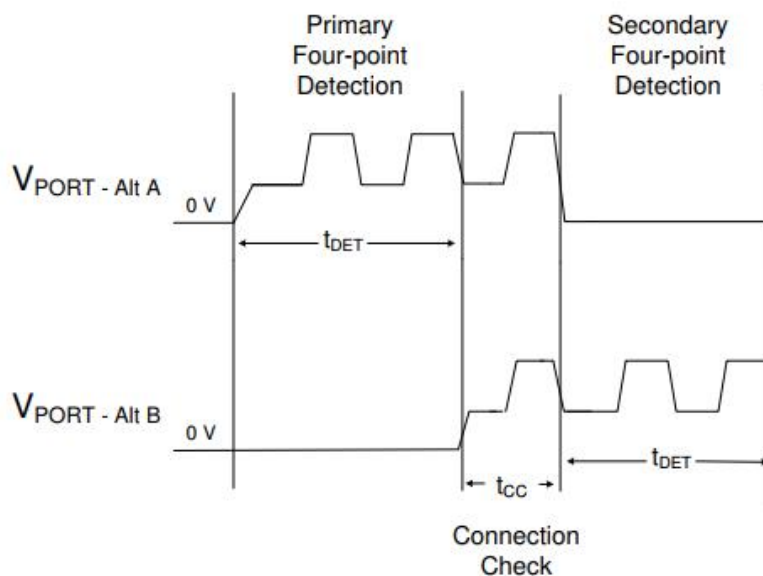 Primary
Four-point
Detection
Secondary
Four-point
Detection
VPORT - Alt A
0 V
tDET
VPORT - Alt B
0 V
tCC
tDET
Connection
Check